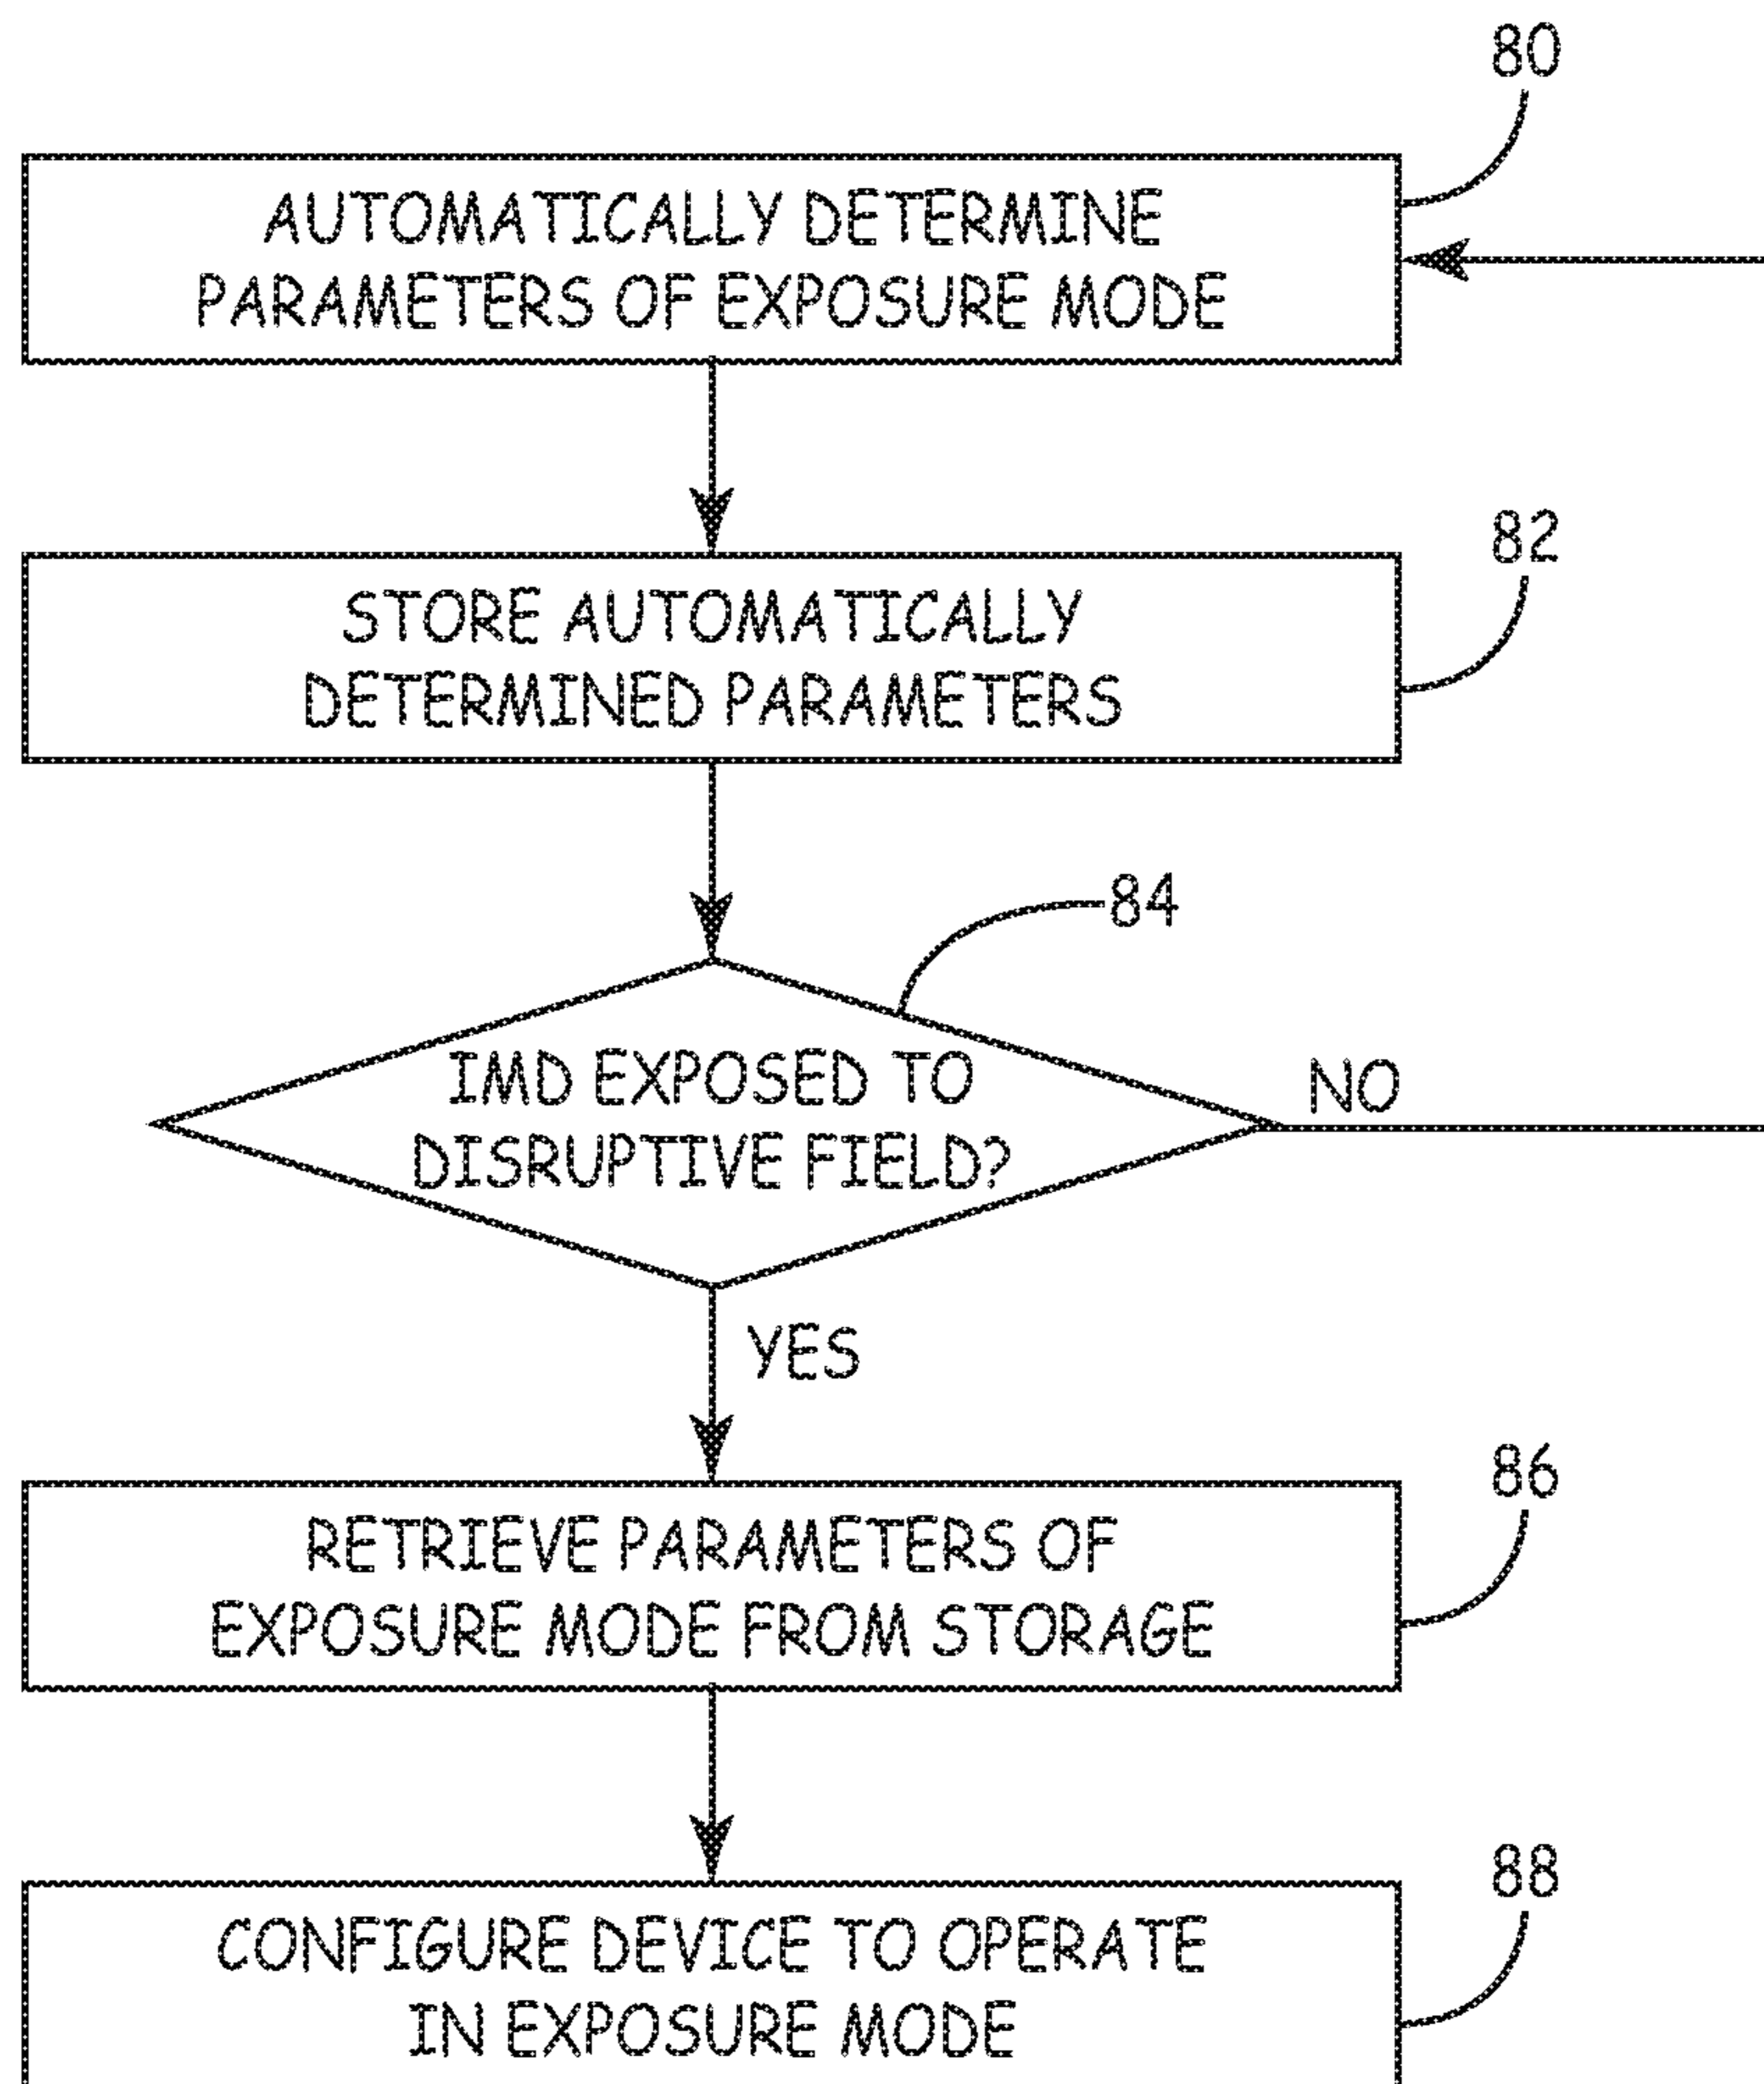 80
AUTOMATICALLY DETERMINE
PARAMETERS OF EXPOSURE MODE
82
STORE AUTOMATICALLY
DETERMINED PARAMETERS
84
IMD EXPOSED TO
DISRUPTIVE FIELD?
NO
YES
86
RETRIEVE PARAMETERS OF
EXPOSURE MODE FROM STORAGE
88
CONFIGURE DEVICE TO OPERATE
IN EXPOSURE MODE